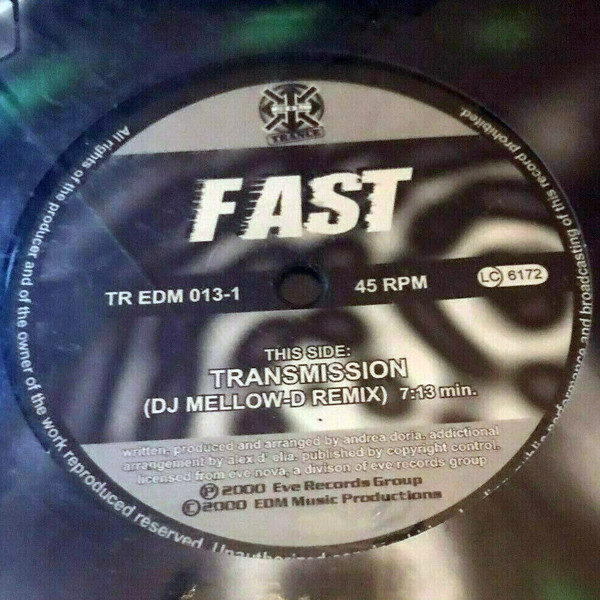 TRANCE
FAST
TR EDM 013-1
45 RPM
LC 6172
THIS SIDE:
TRANSMISSION
(DJ MELLOW-D REMIX) 7:13 min.
written, produced and arranged by andrea doria. addictional
arrangement by alex d' elia. published by copyright control.
licensed from eve nova, a divison of eve records group
Ⓟ 2000 Eve Records Group
©2000 EDM Music Productions
All rights of the producer and of the owner of the work reproduced reserved. Unauthorized performance and broadcasting of this record prohibited.